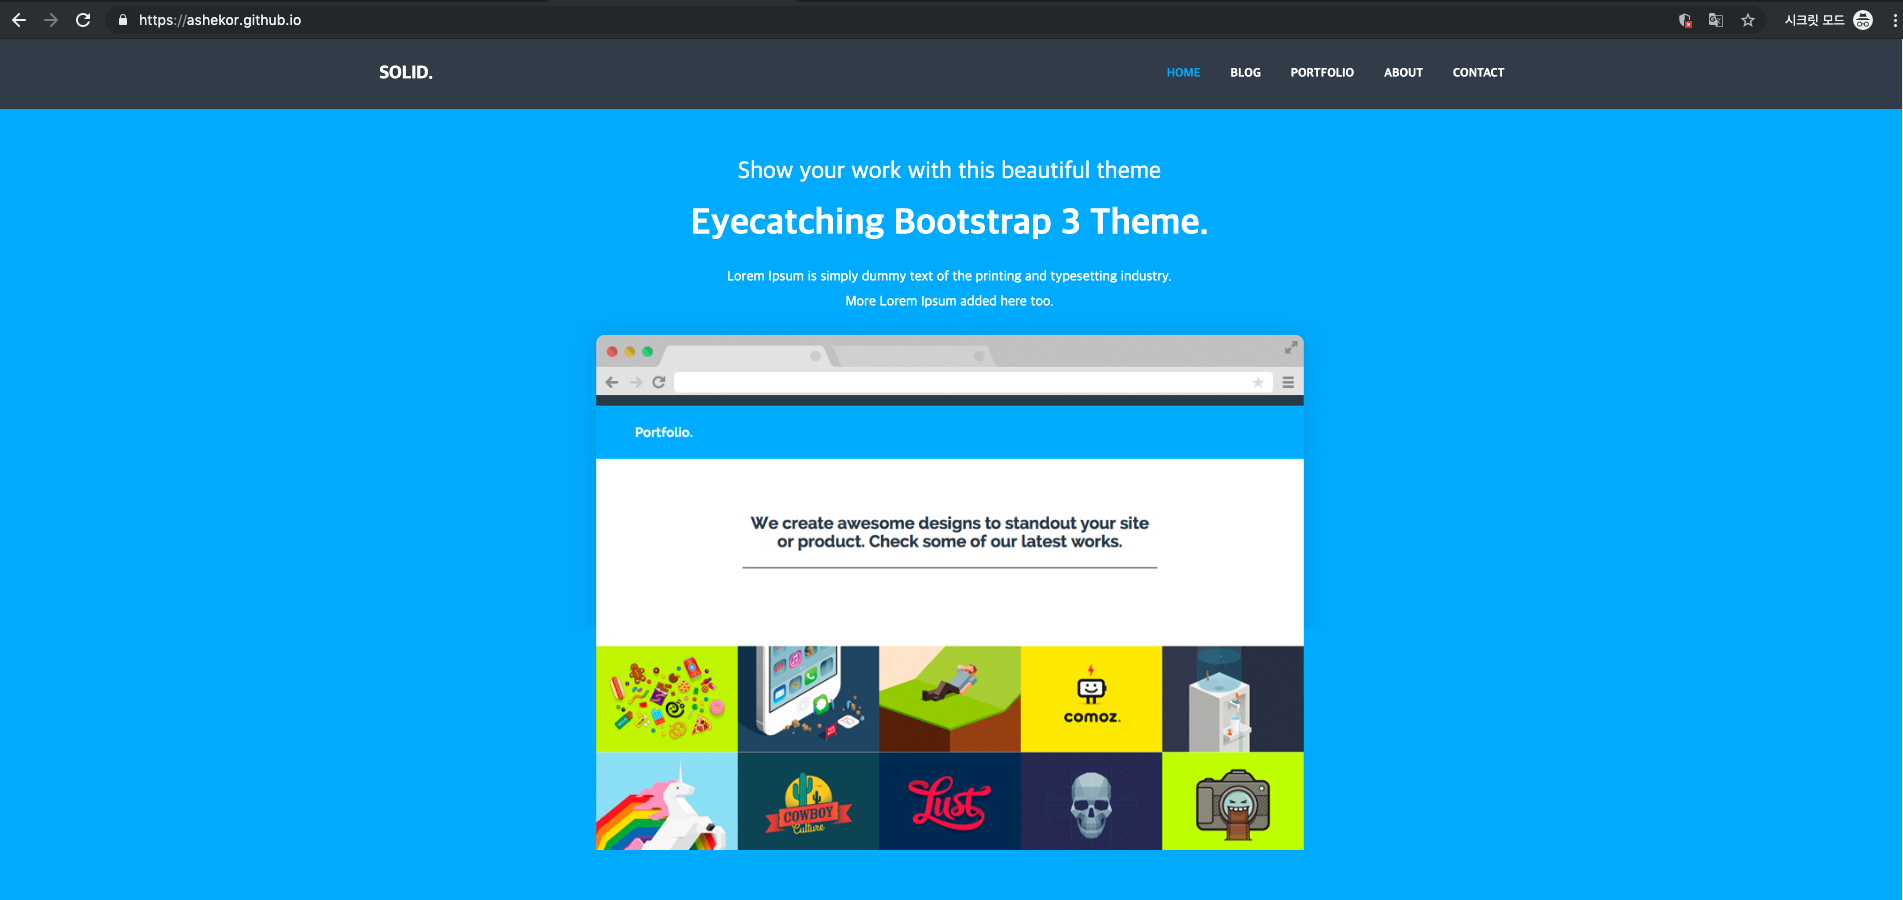 https://ashekor.github.io
시크릿 모드
SOLID.
HOME
BLOG
PORTFOLIO
ABOUT
CONTACT
Show your work with this beautiful theme
Eyecatching Bootstrap 3 Theme.
Lorem Ipsum is simply dummy text of the printing and typesetting industry.
More Lorem Ipsum added here too.
Portfolio.
We create awesome designs to standout your site
or product. Check some of our latest works.
comoz.
COWBOY
Culture
Lust